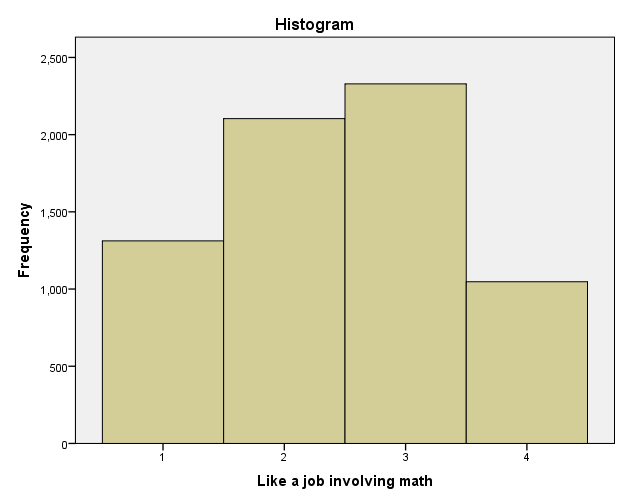 Histogram
2,500
2,000
1,500
1,000
500
0
Frequency
1 2 3 4
Like a job involving math